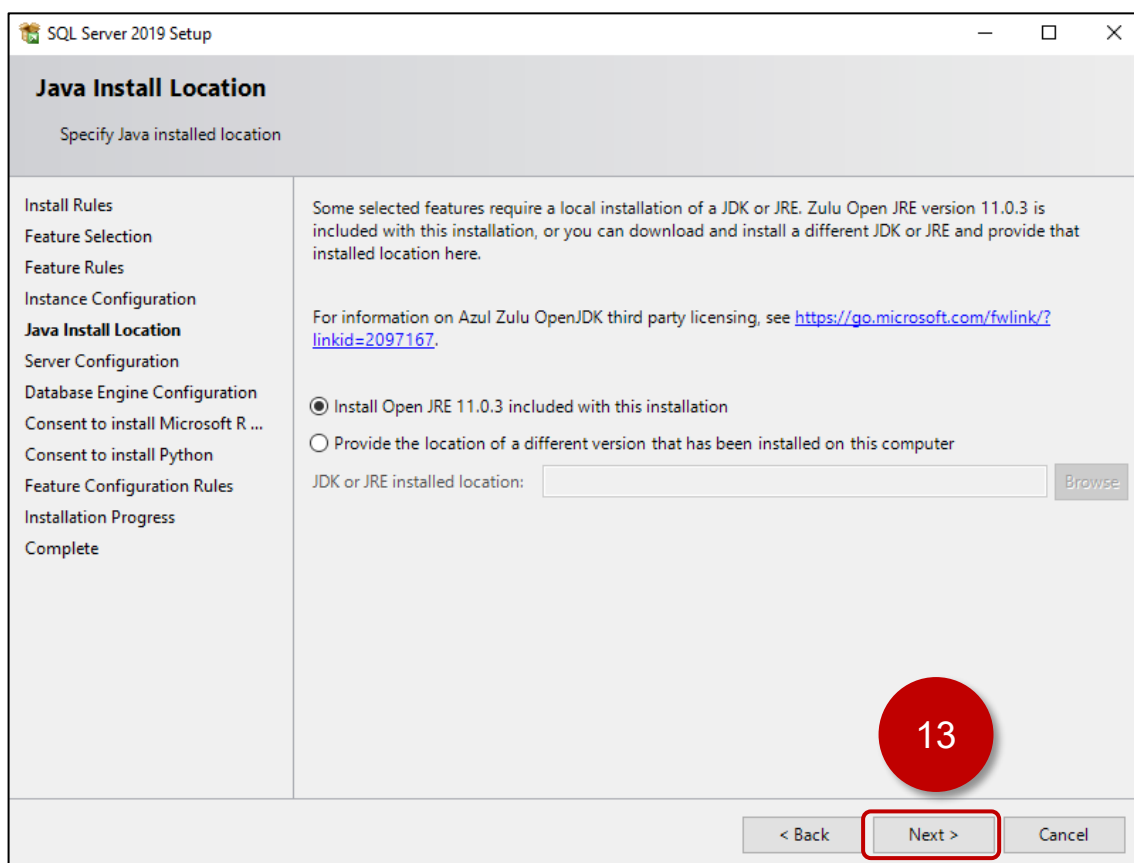 SQL Server 2019 Setup
Java Install Location
Specify Java installed location
Install Rules
Feature Selection
Feature Rules
Instance Configuration
Java Install Location
Server Configuration
Database Engine Configuration
Consent to install Microsoft R ...
Consent to install Python
Feature Configuration Rules
Installation Progress
Complete
Some selected features require a local installation of a JDK or JRE. Zulu Open JRE version 11.0.3 is
included with this installation, or you can download and install a different JDK or JRE and provide that
installed location here.
For information on Azul Zulu OpenJDK third party licensing, see https://go.microsoft.com/fwlink/?
linkid=2097167.
Install Open JRE 11.0.3 included with this installation
Provide the location of a different version that has been installed on this computer
JDK or JRE installed location:
Browse
13
< Back
Next >
Cancel